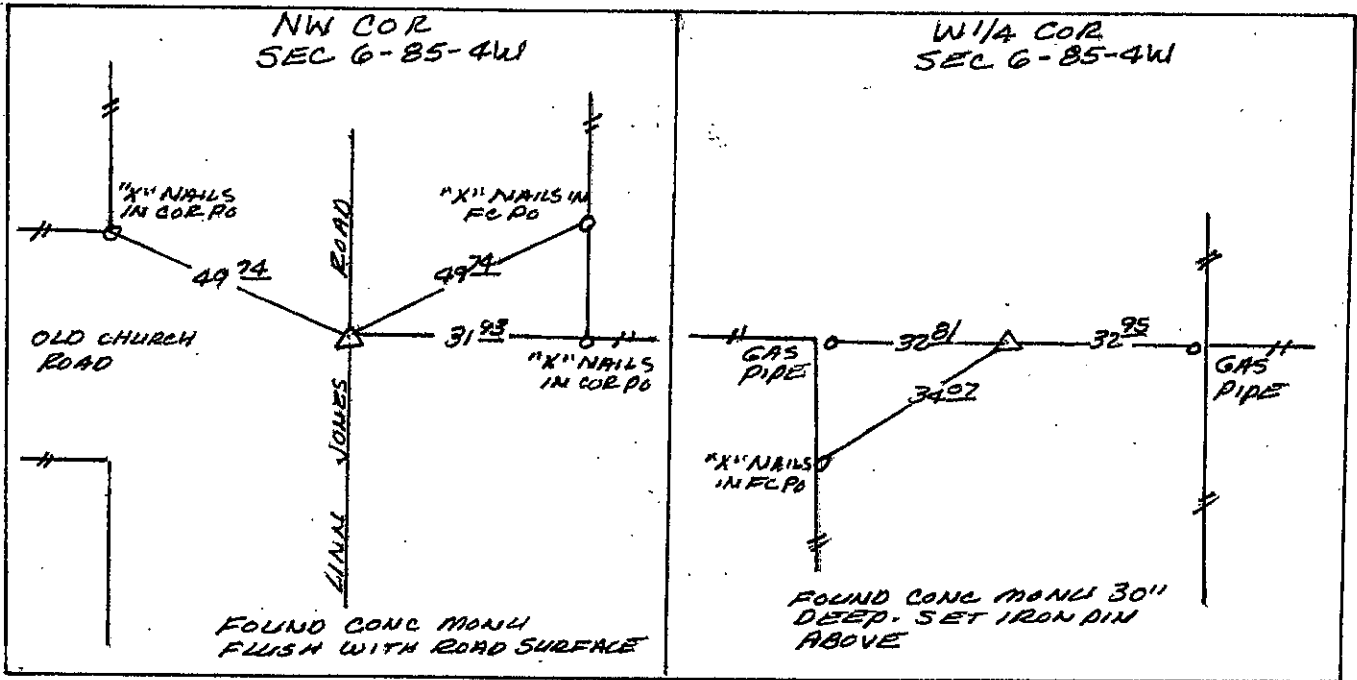 NW COR
SEC 6-85-4W
"X" NAILS
IN COR PO
"X" NAILS IN
FC PO
49 74
49 74
ROAD
OLD CHURCH
ROAD
31 93
"X" NAILS
IN COR PO
LINN JONES
FOUND CONC MONU
FLUSH WITH ROAD SURFACE
W1/4 COR
SEC 6-85-4W
GAS
PIPE
32 81
32 95
GAS
PIPE
34 07
"X" NAILS
IN FC PO
FOUND CONC MONU 30"
DEEP. SET IRON PIN
ABOVE